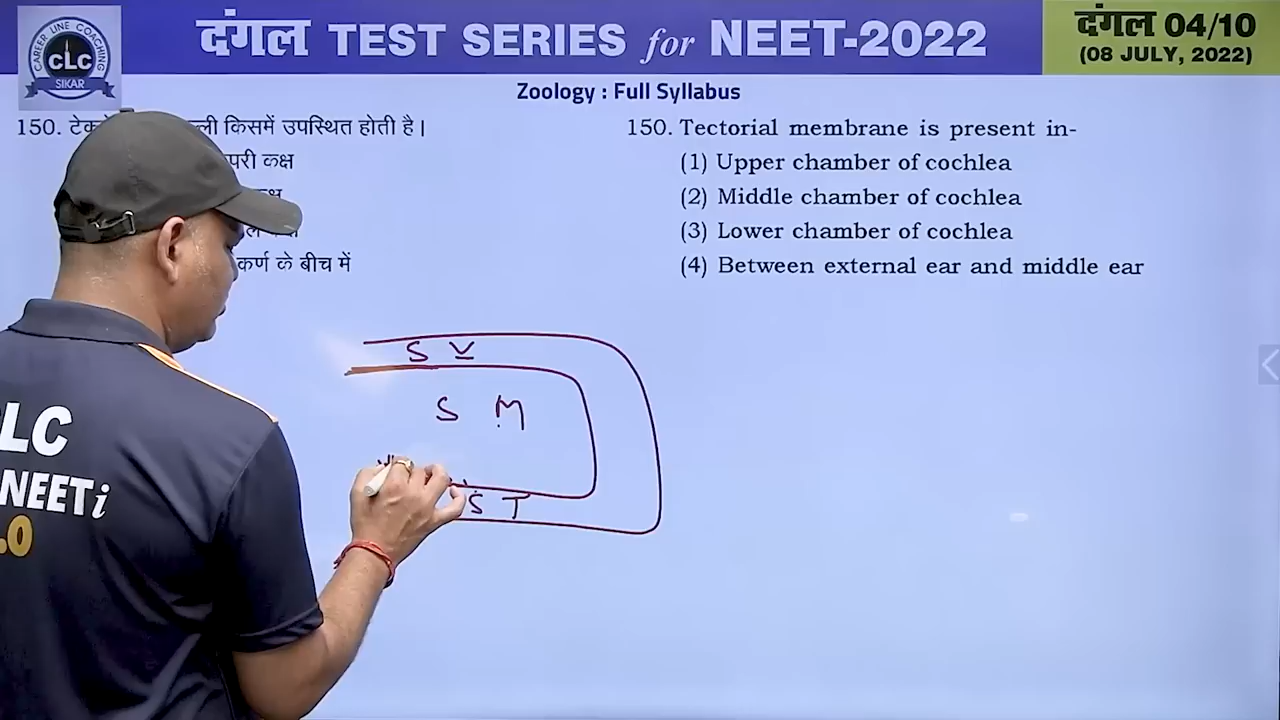 दंगल TEST SERIES for NEET-2022
दंगल 04/10
(08 JULY, 2022)
CAREER LINE COACHING
CLC
SIKAR
Zoology : Full Syllabus
150. किसमें उपस्थित होती है।
कक्ष
कर्ण के बीच में
150. Tectorial membrane is present in-
(1) Upper chamber of cochlea
(2) Middle chamber of cochlea
(3) Lower chamber of cochlea
(4) Between external ear and middle ear
S V
S M
S T
CLC
NEETi
.0